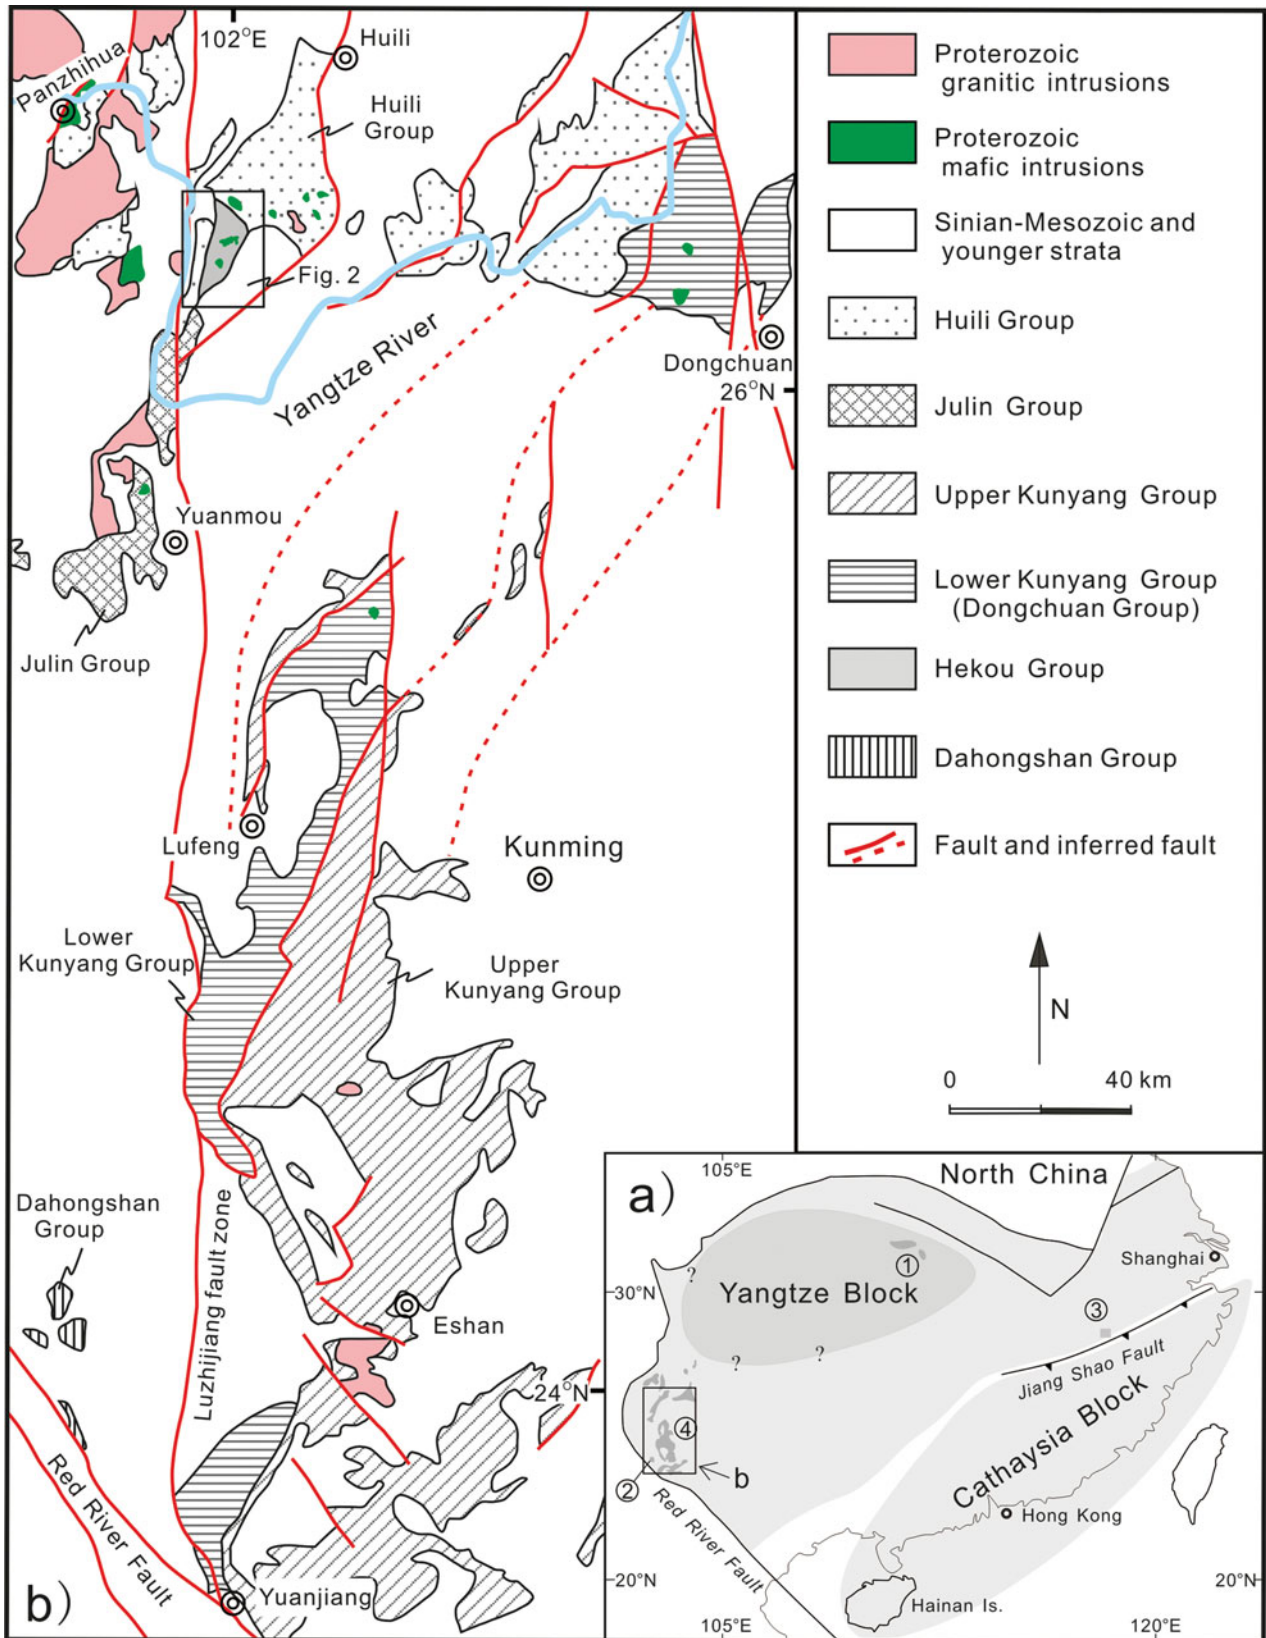 102°E
Huili
Panzhihua
Huili
Group
Fig. 2
Yangtze River
Dongchuan
26°N
Yuanmou
Julin Group
Lufeng
Kunming
Lower
Kunyang Group
Upper
Kunyang Group
Dahongshan
Group
Luzhijiang fault zone
Eshan
24°N
Red River Fault
Yuanjiang
b)
Proterozoic
granitic intrusions
Proterozoic
mafic intrusions
Sinian-Mesozoic and
younger strata
Huili Group
Julin Group
Upper Kunyang Group
Lower Kunyang Group
(Dongchuan Group)
Hekou Group
Dahongshan Group
Fault and inferred fault
N
0 40 km
a)
105°E
North China
Shanghai
?
1
Yangtze Block
30°N
3
? ?
Jiang Shao Fault
4
Cathaysia Block
b
2
Red River Fault
Hong Kong
20°N
20°N
Hainan Is.
105°E
120°E